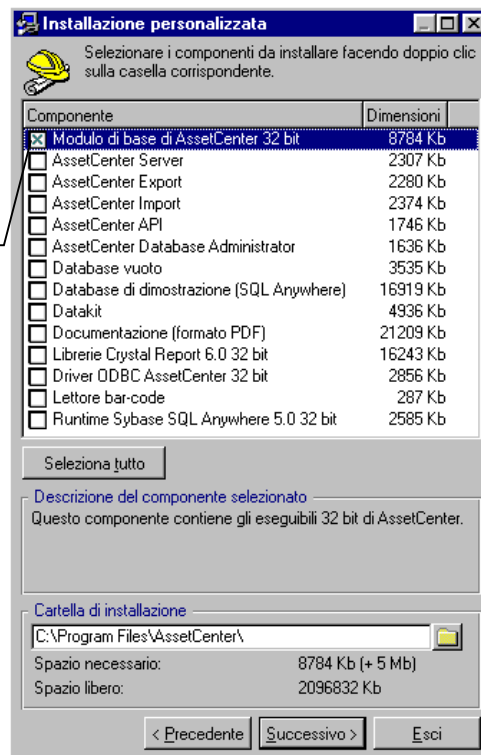 Installazione personalizzata
Selezionare i componenti da installare facendo doppio clic
sulla casella corrispondente.
Componente Dimensioni
Modulo di base di AssetCenter 32 bit 8784 Kb
AssetCenter Server 2307 Kb
AssetCenter Export 2280 Kb
AssetCenter Import 2374 Kb
AssetCenter API 1746 Kb
AssetCenter Database Administrator 1636 Kb
Database vuoto 3535 Kb
Database di dimostrazione (SQL Anywhere) 16919 Kb
Datakit 4936 Kb
Documentazione (formato PDF) 21209 Kb
Librerie Crystal Report 6.0 32 bit 16243 Kb
Driver ODBC AssetCenter 32 bit 2856 Kb
Lettore bar-code 287 Kb
Runtime Sybase SQL Anywhere 5.0 32 bit 2585 Kb
Seleziona tutto
Descrizione del componente selezionato
Questo componente contiene gli eseguibili 32 bit di AssetCenter.
Cartella di installazione
C:\Program Files\AssetCenter\
Spazio necessario: 8784 Kb (+ 5 Mb)
Spazio libero: 2096832 Kb
< Precedente Successivo > Esci